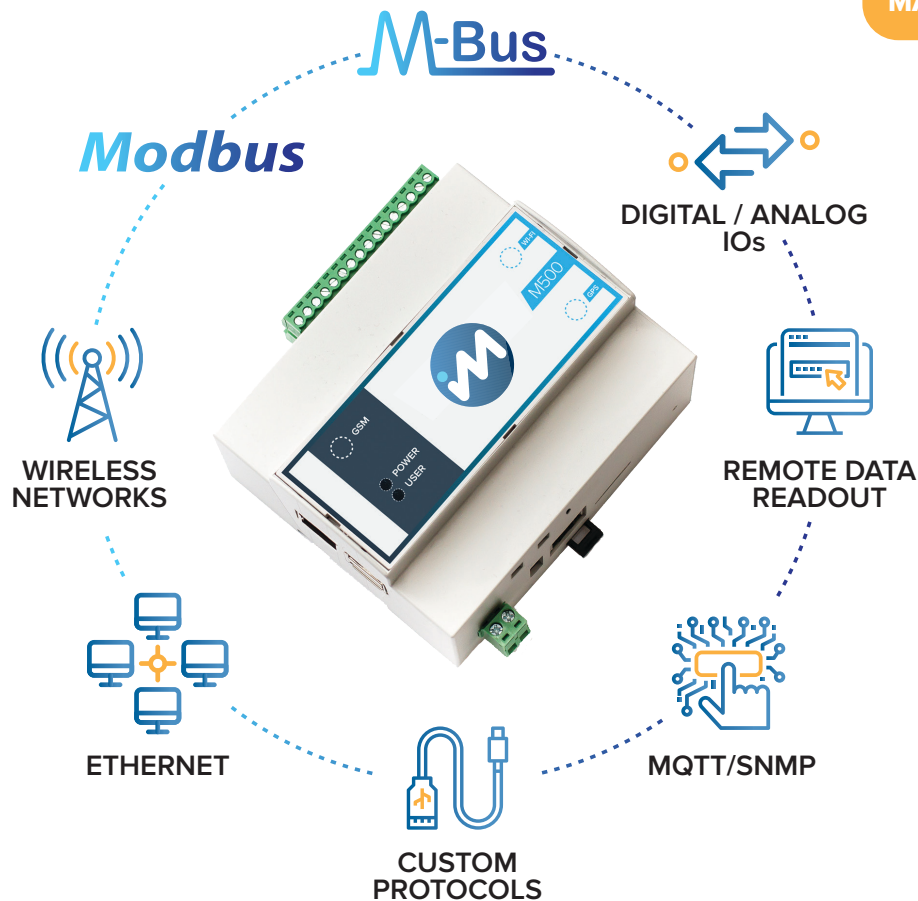 M-Bus
Modbus
DIGITAL / ANALOG
IOs
WI-FI
M500
GPS
GSM
POWER
USER
WIRELESS
NETWORKS
REMOTE DATA
READOUT
ETHERNET
MQTT/SNMP
CUSTOM
PROTOCOLS